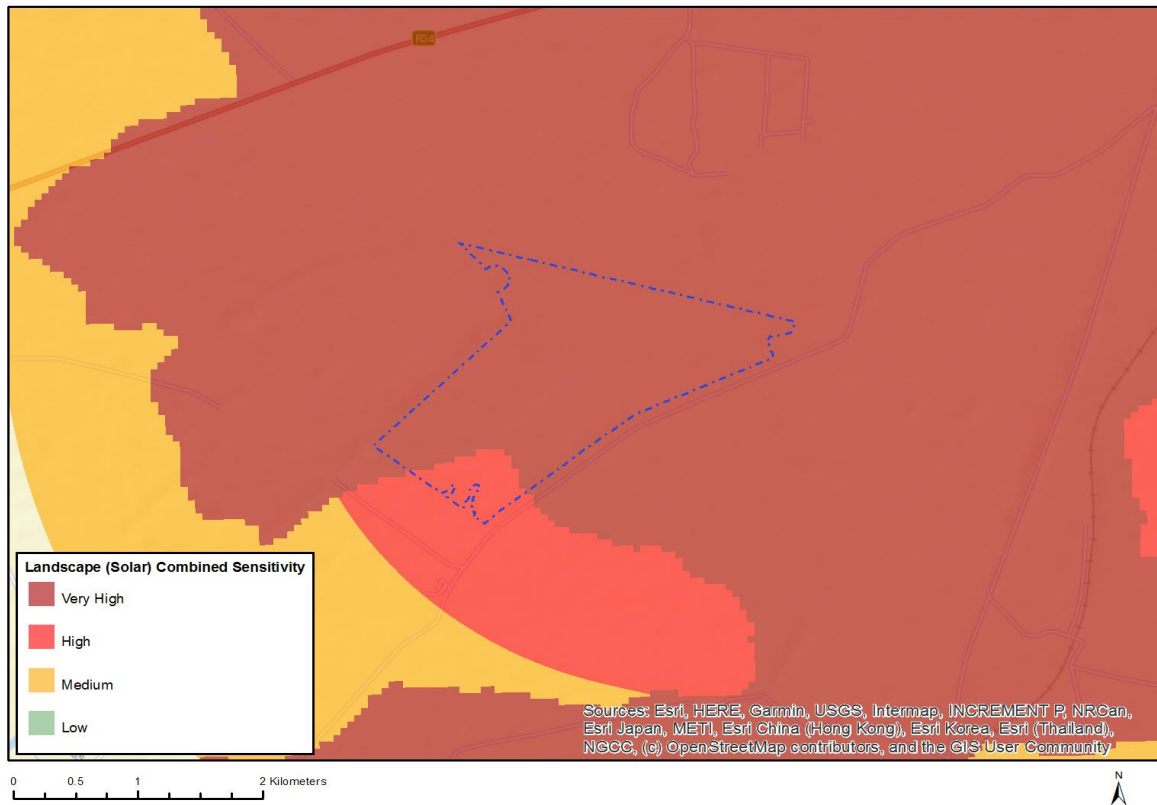 R34
Landscape (Solar) Combined Sensitivity
Very High
High
Medium
Low
Sources: Esri, HERE, Garmin, USGS, Intermap, INCREMENT P, NRCan,
Esri Japan, METI, Esri China (Hong Kong), Esri Korea, Esri (Thailand),
NGCC, (c) OpenStreetMap contributors, and the GIS User Community
0 0.5 1 2 Kilometers
N